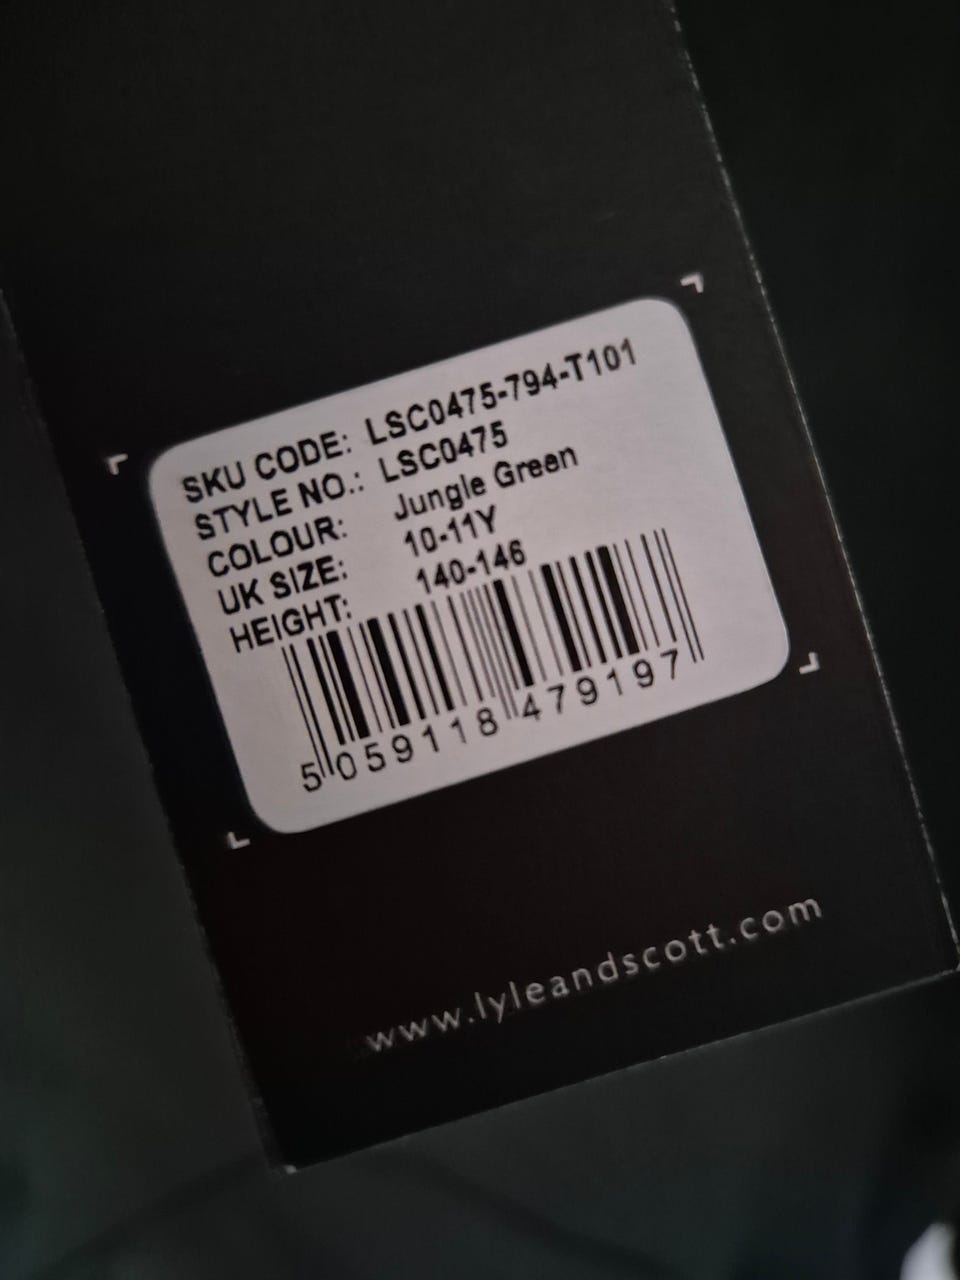 SKU CODE: LSC0475-794-T101
STYLE NO.: LSC0475
COLOUR: Jungle Green
UK SIZE: 10-11Y
HEIGHT: 140-146
5 059118 479197
www.lyleandscott.com